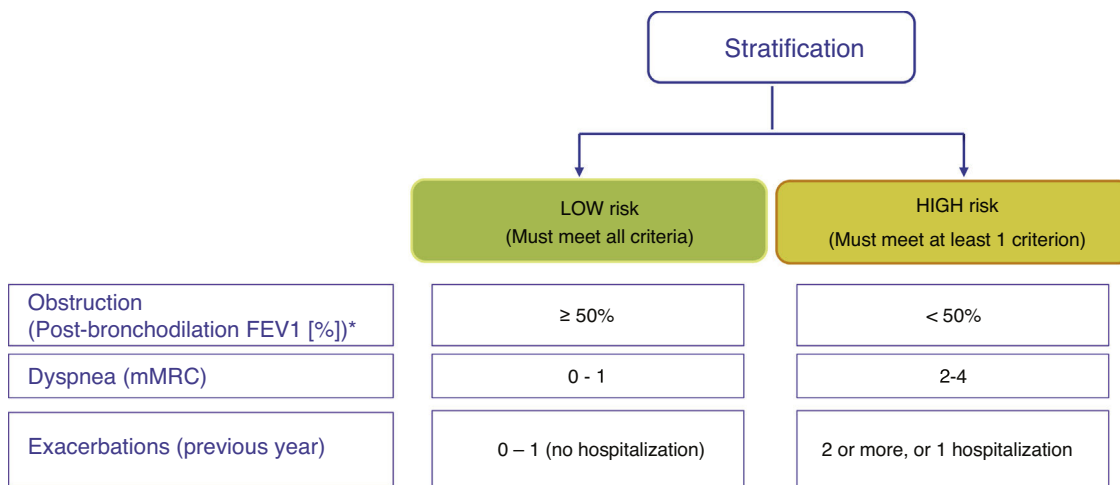 Stratification
LOW risk
(Must meet all criteria)
HIGH risk
(Must meet at least 1 criterion)
Obstruction
(Post-bronchodilation FEV1 [%])*
≥ 50%
< 50%
Dyspnea (mMRC)
0 - 1
2-4
Exacerbations (previous year)
0 – 1 (no hospitalization)
2 or more, or 1 hospitalization